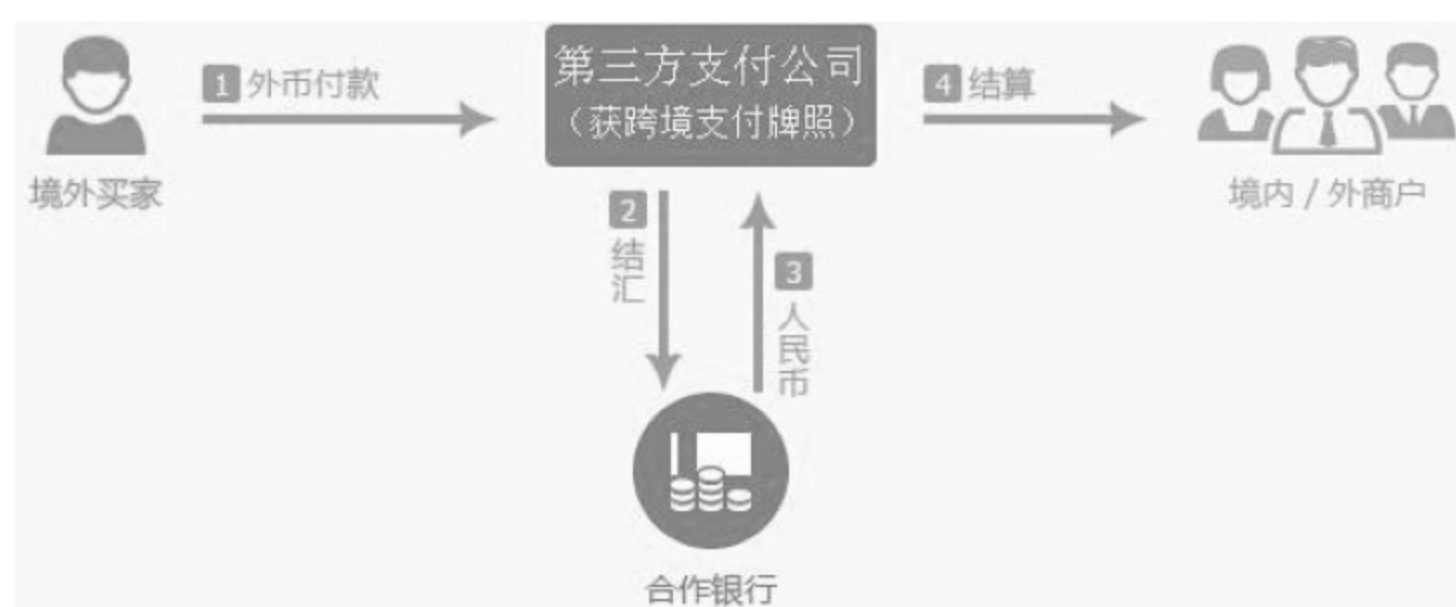 1 外币付款
第三方支付公司
（获跨境支付牌照）
4 结算
境外买家
境内 / 外商户
2
结汇
3
人民币
合作银行